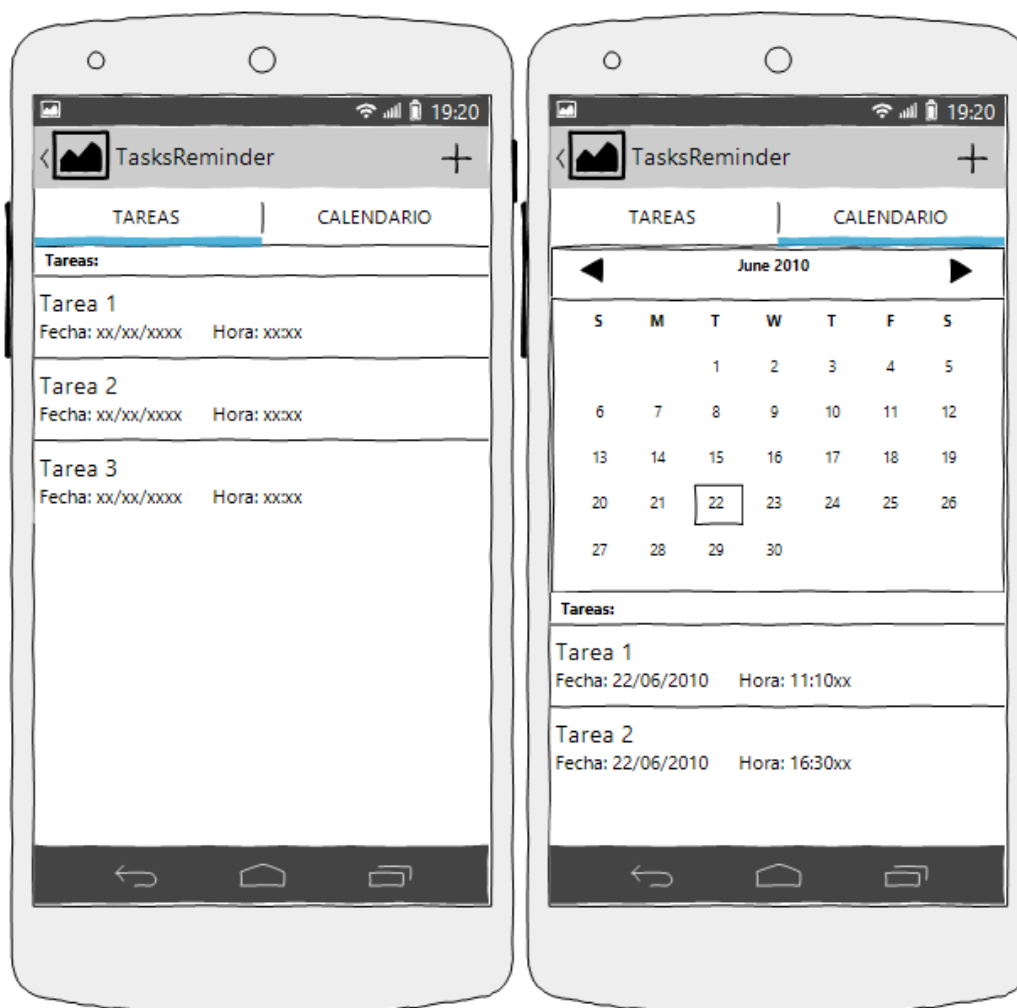 19:20
TasksReminder
TAREAS CALENDARIO
Tareas:
Tarea 1
Fecha: xx/xx/xxxx Hora: xx:xx
Tarea 2
Fecha: xx/xx/xxxx Hora: xx:xx
Tarea 3
Fecha: xx/xx/xxxx Hora: xx:xx
19:20
TasksReminder
TAREAS CALENDARIO
June 2010
S M T W T F S
1 2 3 4 5
6 7 8 9 10 11 12
13 14 15 16 17 18 19
20 21 22 23 24 25 26
27 28 29 30
Tareas:
Tarea 1
Fecha: 22/06/2010 Hora: 11:10xx
Tarea 2
Fecha: 22/06/2010 Hora: 16:30xx